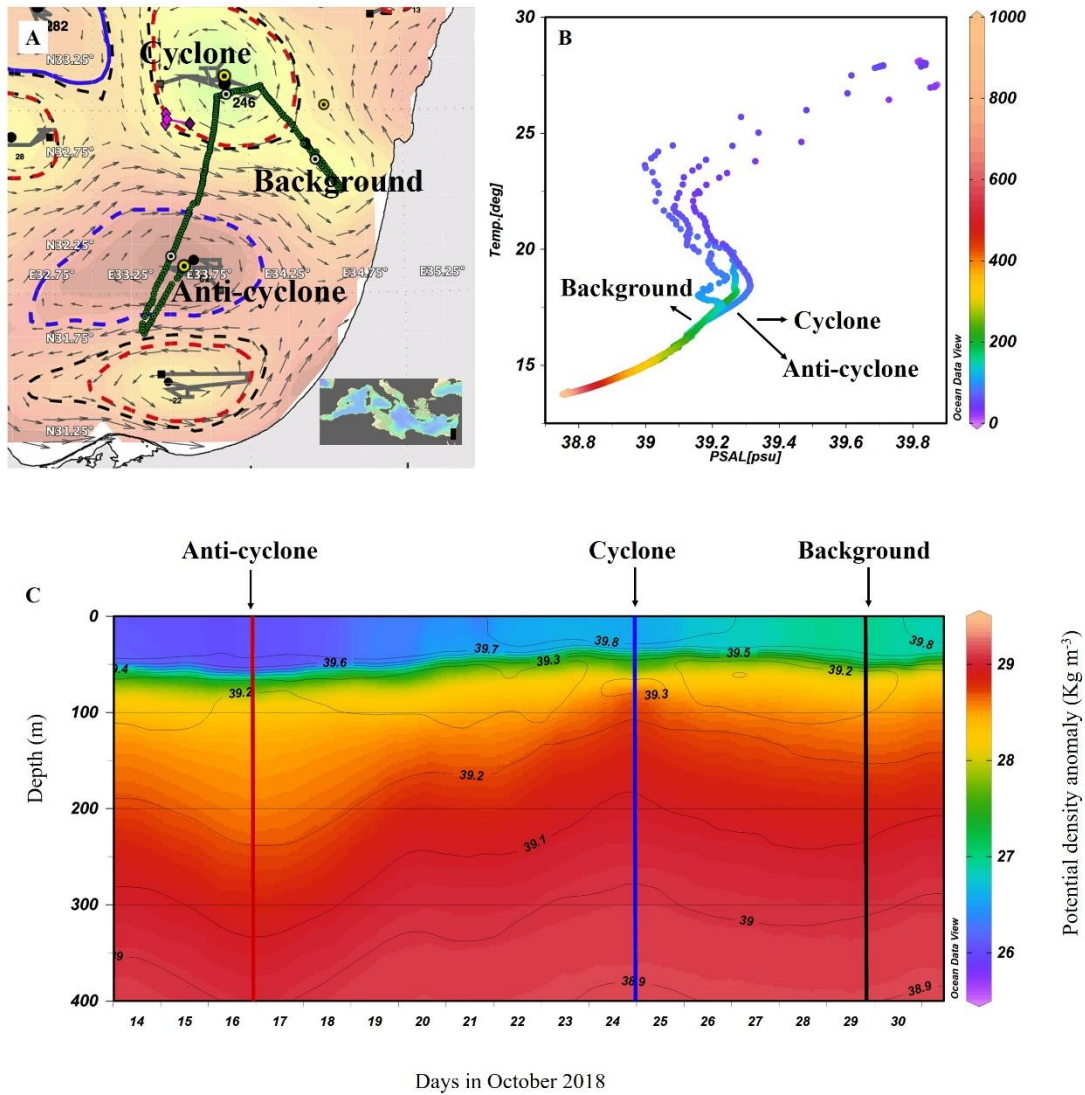 A
282
13
N33.25°
Cyclone
246
28
N32.75°
Background
N32.25°
E32.75°
E33.25°
E33.75°
E34.25°
E34.75°
E35.25°
Anti-cyclone
N31.75°
22
N31.25°
B
30
25
20
15
Temp.[deg]
Background
Cyclone
Anti-cyclone
38.8 39 39.2 39.4 39.6 39.8
PSAL[psu]
Ocean Data View
1000
800
600
400
200
0
Anti-cyclone Cyclone Background
C
0
100
200
300
400
Depth (m)
39.4
39.6
39.7
39.8
39.5
39.8
39.2
39.3
39.3
39.2
39.2
39.1
39
39
38.9
38.9
14 15 16 17 18 19 20 21 22 23 24 25 26 27 28 29 30
Days in October 2018
Ocean Data View
29
28
27
26
Potential density anomaly (Kg m⁻³)